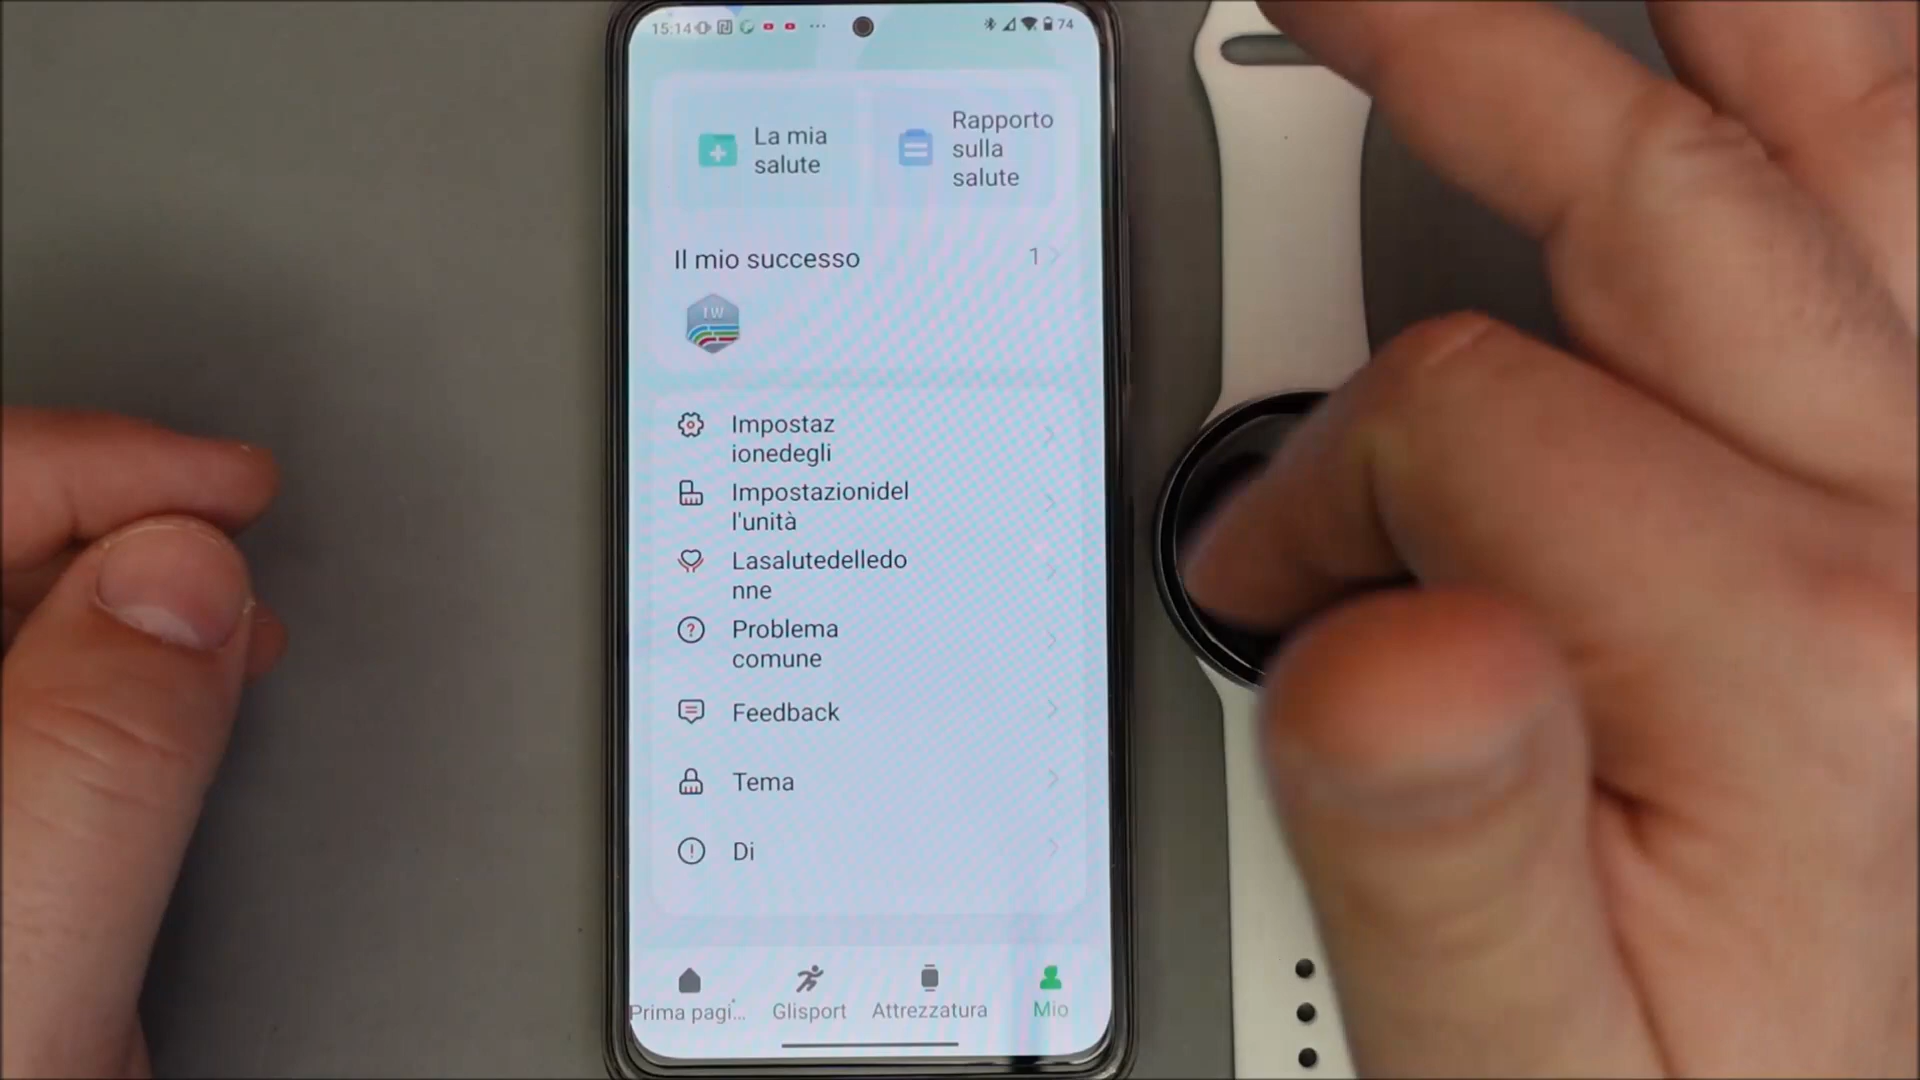 15:14
74
La mia
salute
Rapporto
sulla
salute
Il mio successo
1
1W
Impostaz
ionedegli
Impostazionidel
l'unità
Lasalutedelledo
nne
Problema
comune
Feedback
Tema
Di
Prima pagi...
Glisport
Attrezzatura
Mio